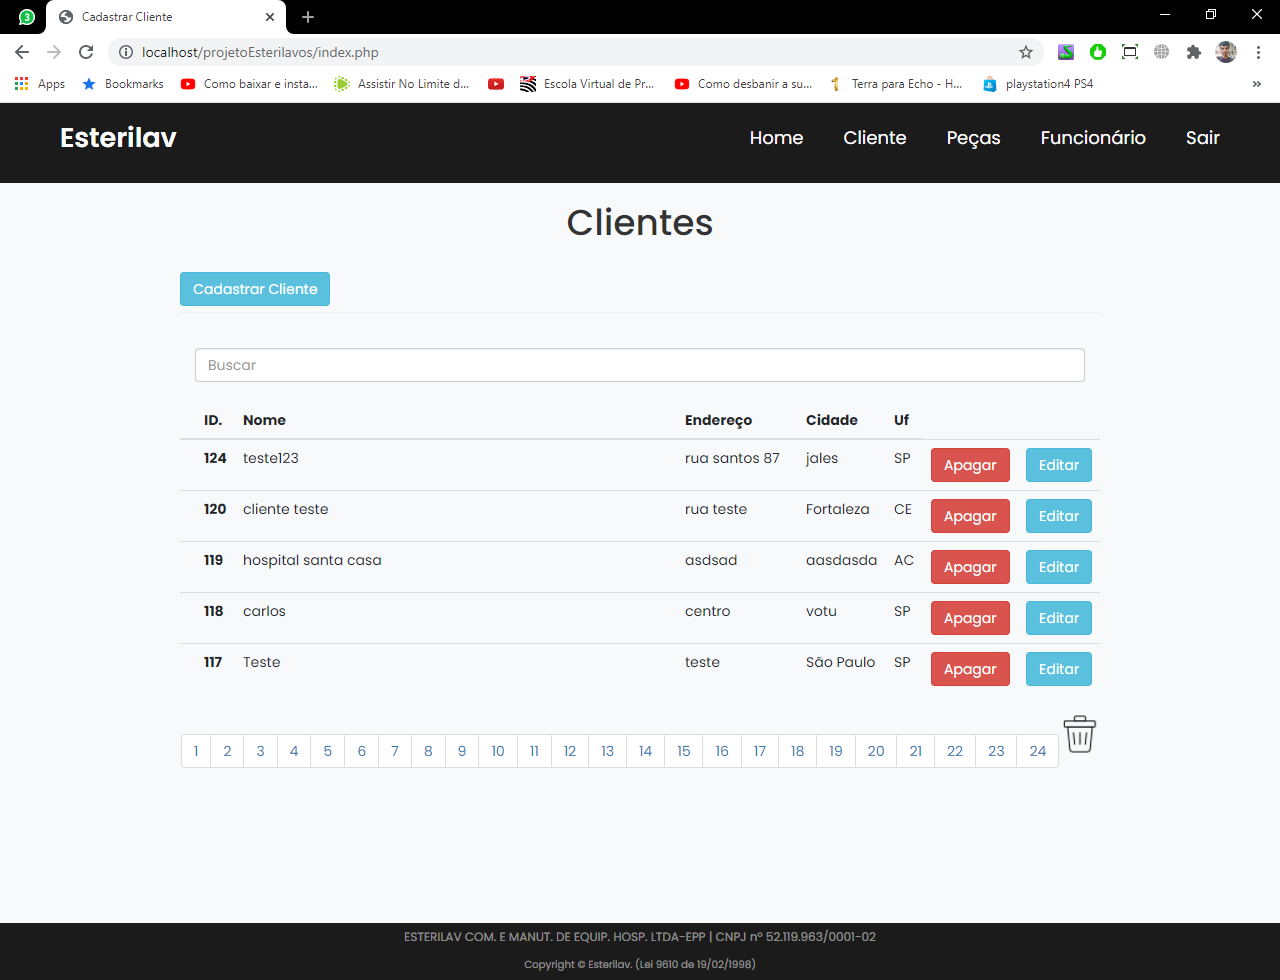 3
Cadastrar Cliente
localhost/projetoEsterilavos/index.php
Apps Bookmarks Como baixar e insta... Assistir No Limite d... Escola Virtual de Pr... Como desbanir a su... Terra para Echo - H... playstation4 PS4 »
Esterilav Home Cliente Peças Funcionário Sair
Clientes
Cadastrar Cliente
Buscar
ID. Nome Endereço Cidade Uf
124 teste123 rua santos 87 jales SP Apagar Editar
120 cliente teste rua teste Fortaleza CE Apagar Editar
119 hospital santa casa asdsad aasdasda AC Apagar Editar
118 carlos centro votu SP Apagar Editar
117 Teste teste São Paulo SP Apagar Editar
1 2 3 4 5 6 7 8 9 10 11 12 13 14 15 16 17 18 19 20 21 22 23 24
ESTERILAV COM. E MANUT. DE EQUIP. HOSP. LTDA-EPP | CNPJ nº 52.119.963/0001-02
Copyright © Esterilav. (Lei 9610 de 19/02/1998)